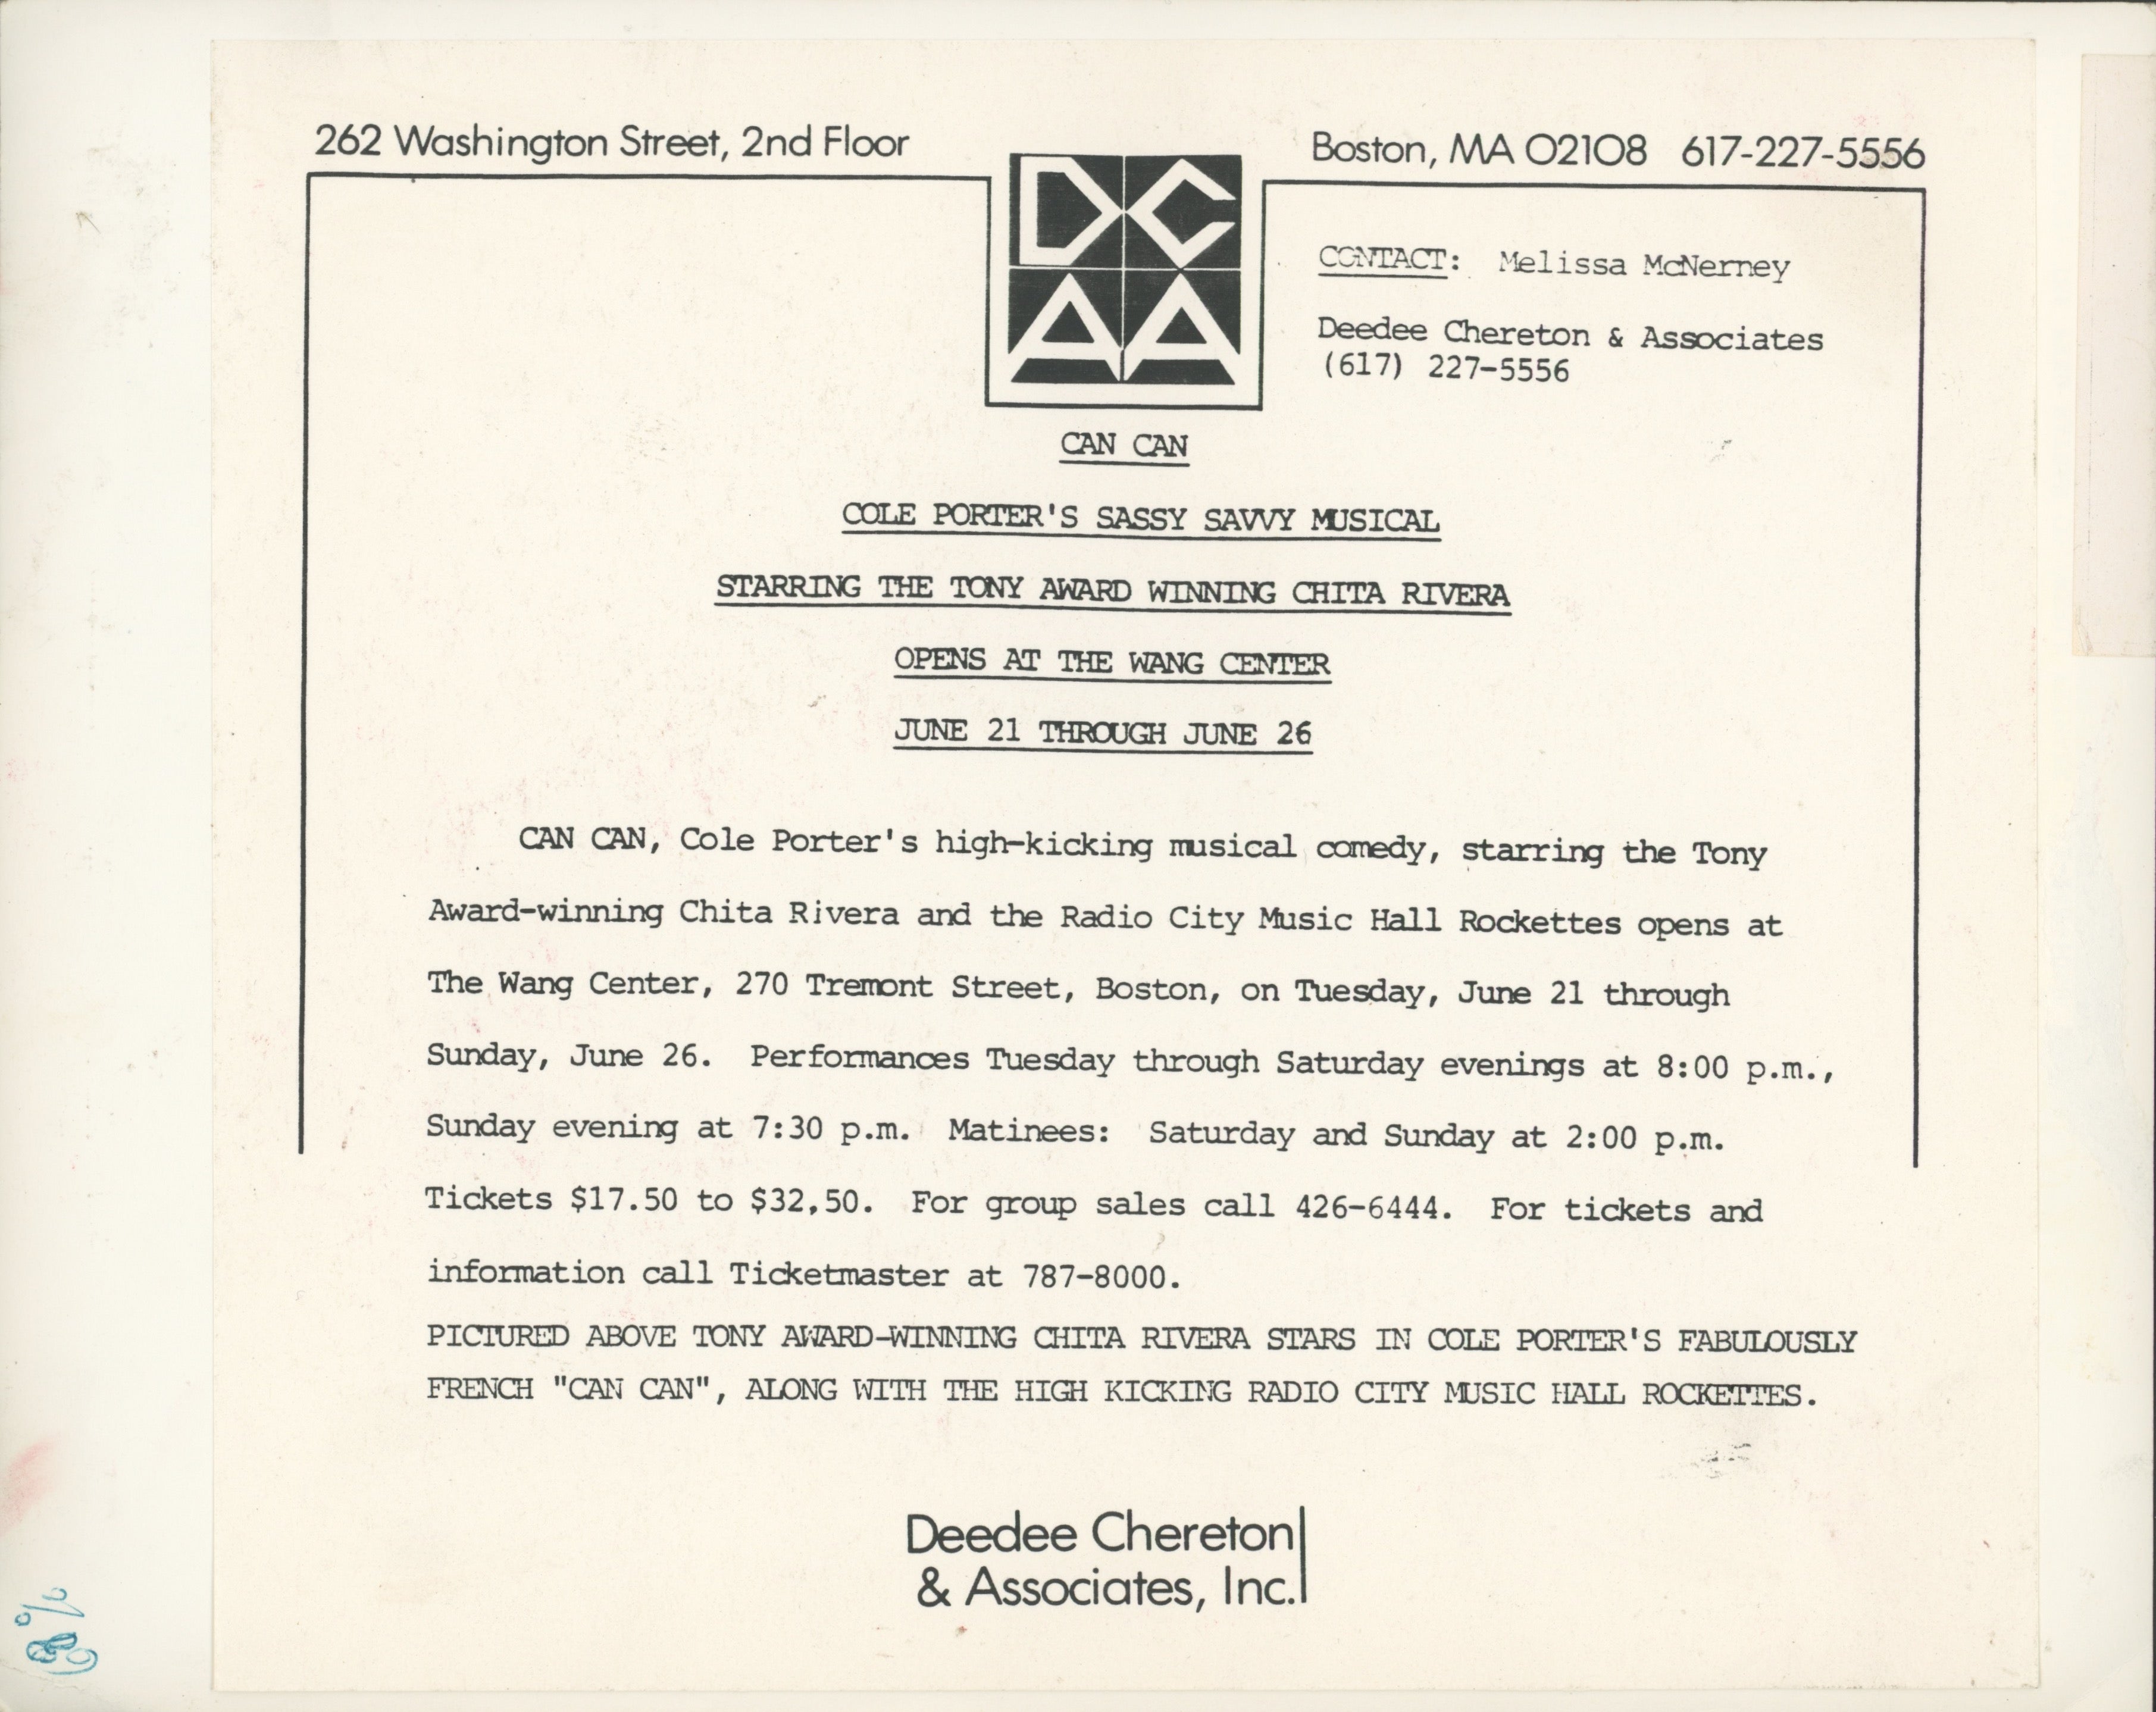 262 Washington Street, 2nd Floor
Boston, MA 02108 617-227-5556
DC
AA
CONTACT: Melissa McNerney
Deedee Chereton & Associates
(617) 227-5556
CAN CAN
COLE PORTER'S SASSY SAVVY MUSICAL
STARRING THE TONY AWARD WINNING CHITA RIVERA
OPENS AT THE WANG CENTER
JUNE 21 THROUGH JUNE 26
CAN CAN, Cole Porter's high-kicking musical comedy, starring the Tony
Award-winning Chita Rivera and the Radio City Music Hall Rockettes opens at
The Wang Center, 270 Tremont Street, Boston, on Tuesday, June 21 through
Sunday, June 26. Performances Tuesday through Saturday evenings at 8:00 p.m.,
Sunday evening at 7:30 p.m. Matinees: Saturday and Sunday at 2:00 p.m.
Tickets $17.50 to $32,50. For group sales call 426-6444. For tickets and
information call Ticketmaster at 787-8000.
PICTURED ABOVE TONY AWARD-WINNING CHITA RIVERA STARS IN COLE PORTER'S FABULOUSLY
FRENCH "CAN CAN", ALONG WITH THE HIGH KICKING RADIO CITY MUSIC HALL ROCKETTES.
Deedee Chereton
& Associates, Inc.